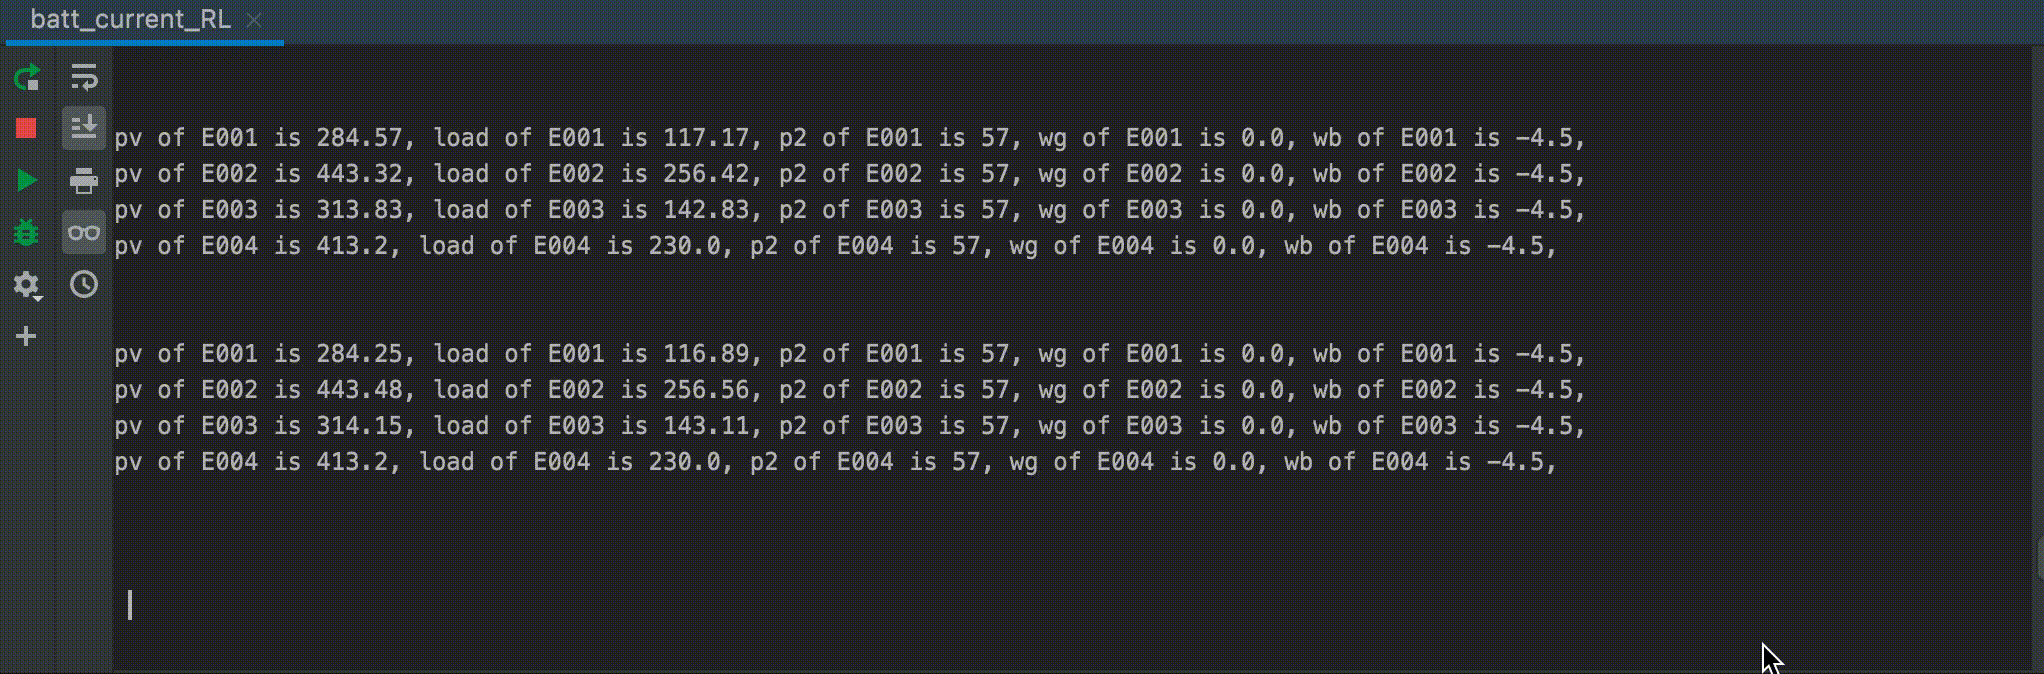 batt_current_RL
pv of E001 is 284.57, load of E001 is 117.17, p2 of E001 is 57, wg of E001 is 0.0, wb of E001 is -4.5,
pv of E002 is 443.32, load of E002 is 256.42, p2 of E002 is 57, wg of E002 is 0.0, wb of E002 is -4.5,
pv of E003 is 313.83, load of E003 is 142.83, p2 of E003 is 57, wg of E003 is 0.0, wb of E003 is -4.5,
pv of E004 is 413.2, load of E004 is 230.0, p2 of E004 is 57, wg of E004 is 0.0, wb of E004 is -4.5,
pv of E001 is 284.25, load of E001 is 116.89, p2 of E001 is 57, wg of E001 is 0.0, wb of E001 is -4.5,
pv of E002 is 443.48, load of E002 is 256.56, p2 of E002 is 57, wg of E002 is 0.0, wb of E002 is -4.5,
pv of E003 is 314.15, load of E003 is 143.11, p2 of E003 is 57, wg of E003 is 0.0, wb of E003 is -4.5,
pv of E004 is 413.2, load of E004 is 230.0, p2 of E004 is 57, wg of E004 is 0.0, wb of E004 is -4.5,